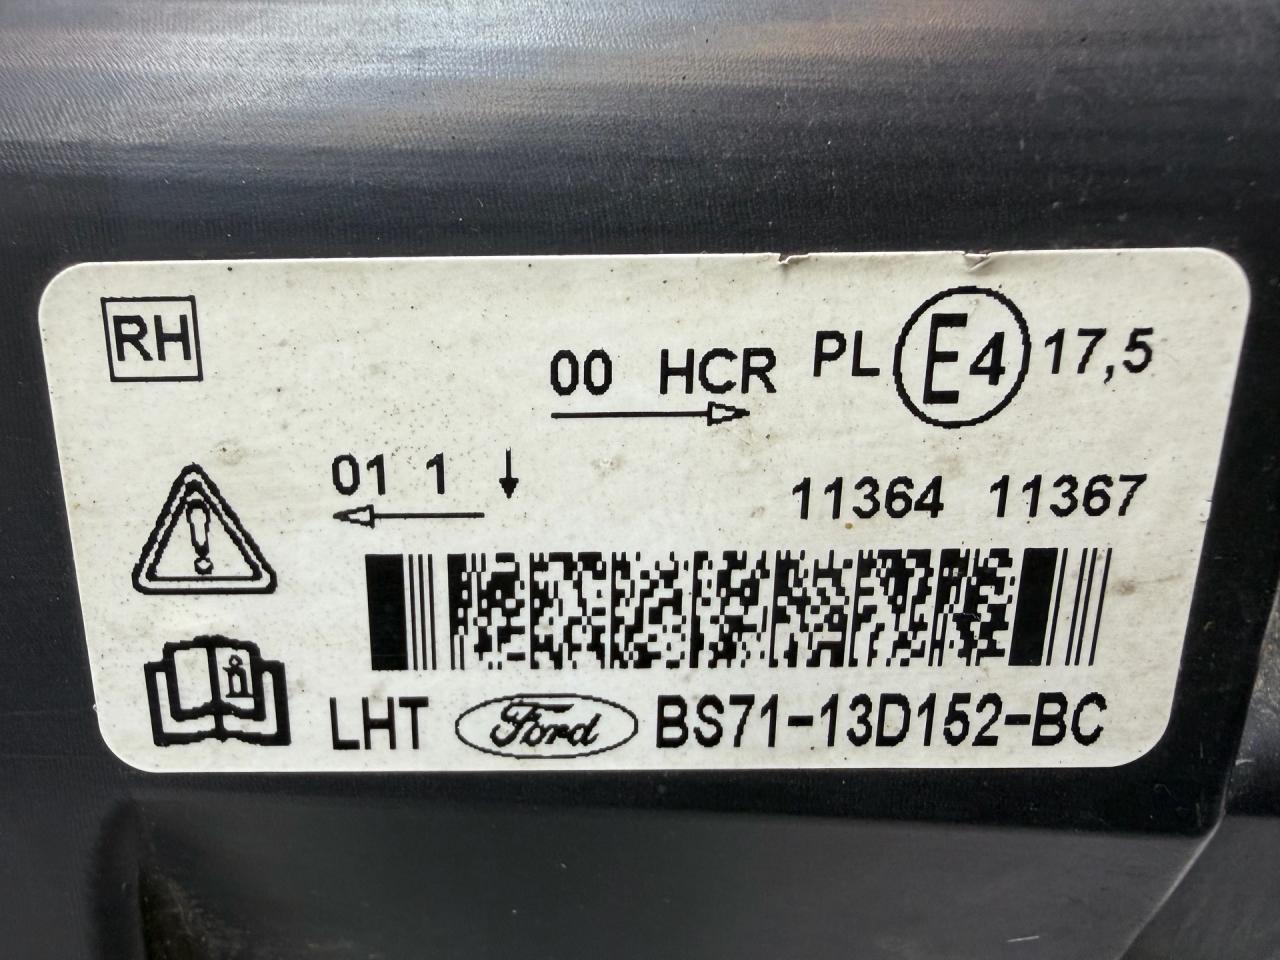 RH
00 HCR PL E4 17,5
01 1
11364 11367
LHT Ford BS71-13D152-BC